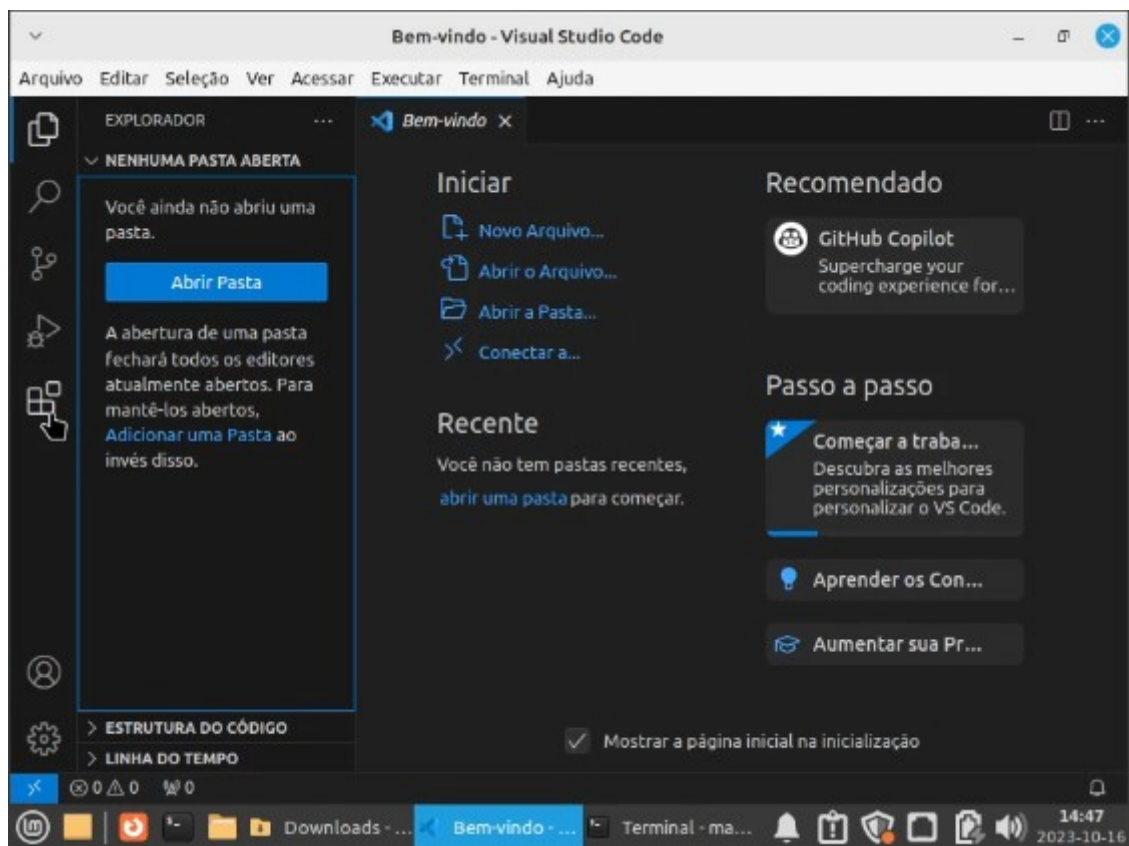 Bem-vindo - Visual Studio Code
Arquivo Editar Seleção Ver Acessar Executar Terminal Ajuda
EXPLORADOR
NENHUMA PASTA ABERTA
Você ainda não abriu uma
pasta.
Abrir Pasta
A abertura de uma pasta
fechará todos os editores
atualmente abertos. Para
mantê-los abertos,
Adicionar uma Pasta ao
invés disso.
ESTRUTURA DO CÓDIGO
LINHA DO TEMPO
Bem-vindo
Iniciar
Novo Arquivo...
Abrir o Arquivo...
Abrir a Pasta...
Conectar a...
Recente
Você não tem pastas recentes,
abrir uma pasta para começar.
Recomendado
GitHub Copilot
Supercharge your
coding experience for...
Passo a passo
Começar a traba...
Descubra as melhores
personalizações para
personalizar o VS Code.
Aprender os Con...
Aumentar sua Pr...
Mostrar a página inicial na inicialização
0 0 0
Downloads - ... Bem-vindo - ... Terminal - ma... 14:47
2023-10-16